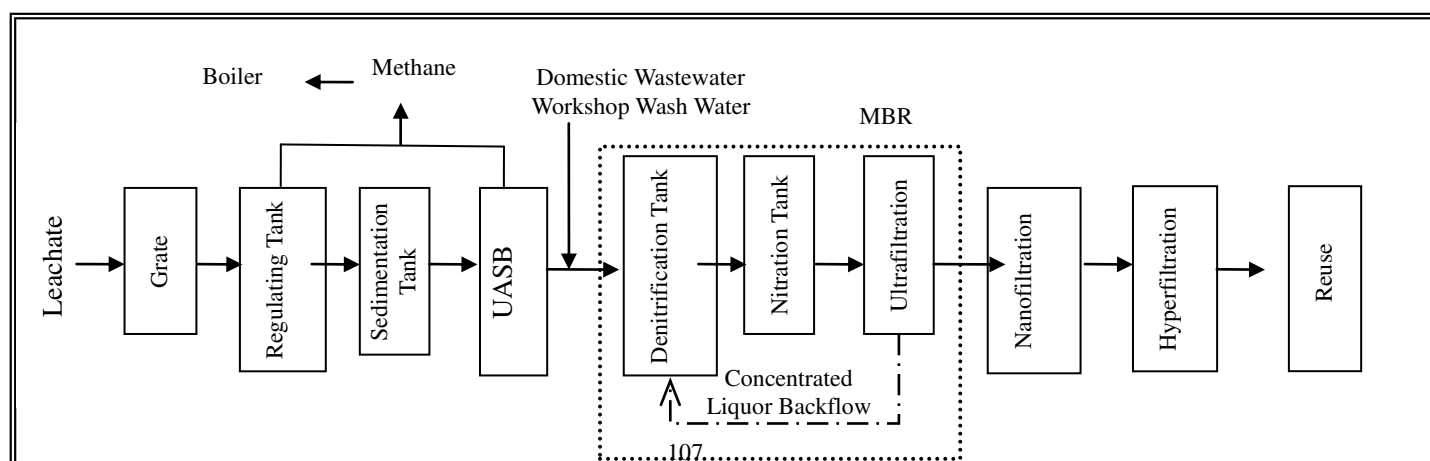 Boiler
Methane
Domestic Wastewater
Workshop Wash Water
MBR
Leachate
Grate
Regulating Tank
Sedimentation
Tank
UASB
Denitrification Tank
Nitration Tank
Ultrafiltration
Nanofiltration
Hyperfiltration
Reuse
Concentrated
Liquor Backflow
107